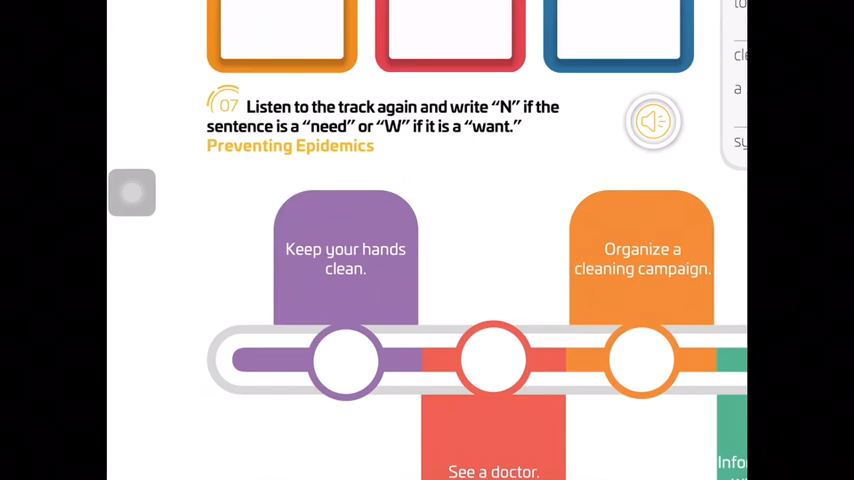 07 Listen to the track again and write “N” if the
sentence is a “need” or “W” if it is a “want.”
Preventing Epidemics
Keep your hands
clean.
Organize a
cleaning campaign.
See a doctor.